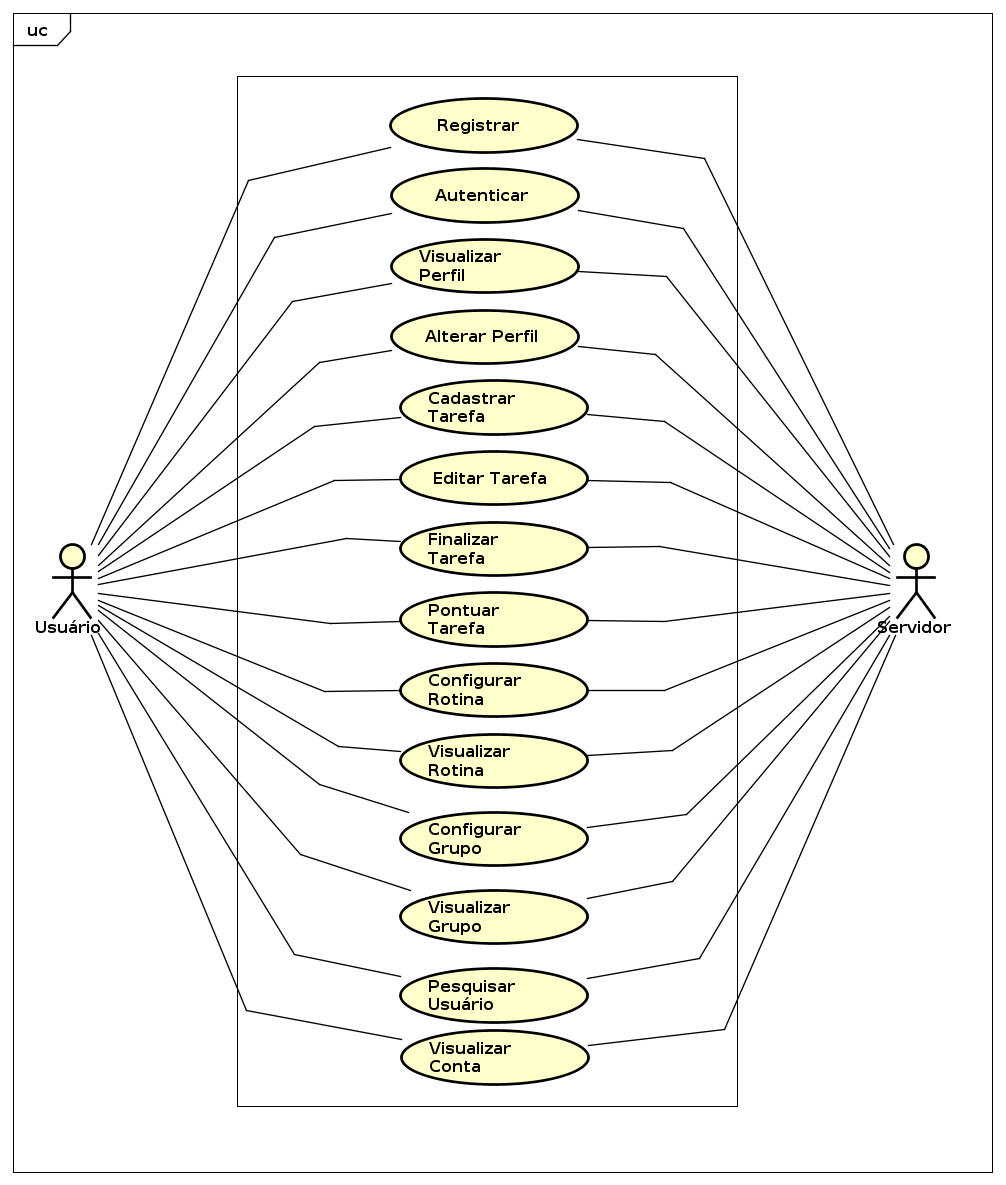 uc
Registrar
Autenticar
Visualizar
Perfil
Alterar Perfil
Cadastrar
Tarefa
Editar Tarefa
Finalizar
Tarefa
Usuário
Servidor
Pontuar
Tarefa
Configurar
Rotina
Visualizar
Rotina
Configurar
Grupo
Visualizar
Grupo
Pesquisar
Usuário
Visualizar
Conta